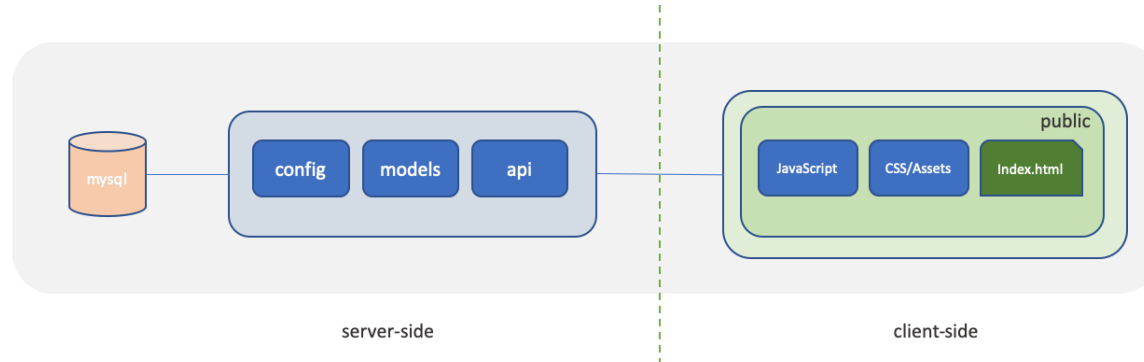 public
mysql
config
models
api
JavaScript
CSS/Assets
Index.html
server-side
client-side